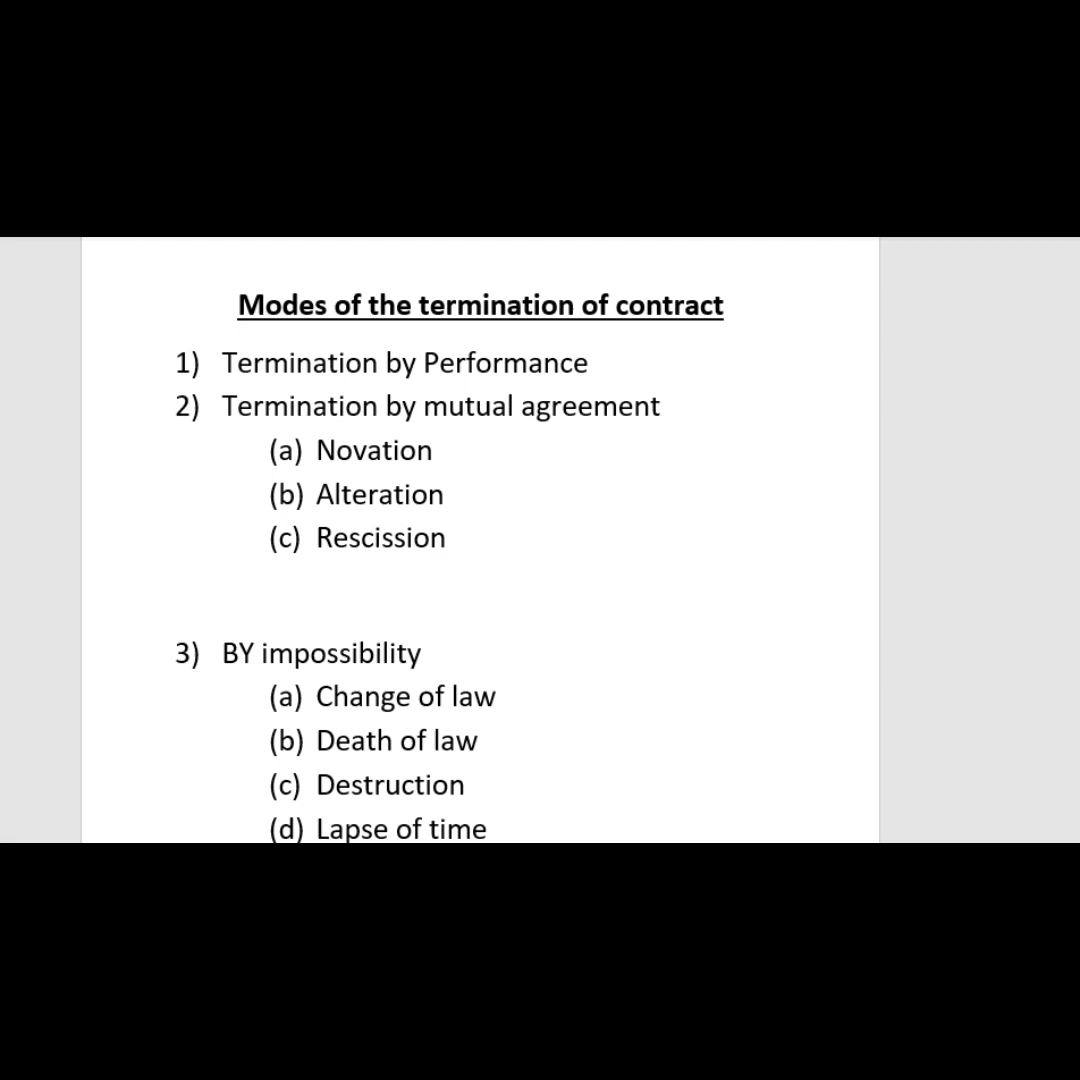 Modes of the termination of contract
1) Termination by Performance
2) Termination by mutual agreement
(a) Novation
(b) Alteration
(c) Rescission
3) BY impossibility
(a) Change of law
(b) Death of law
(c) Destruction
(d) Lapse of time